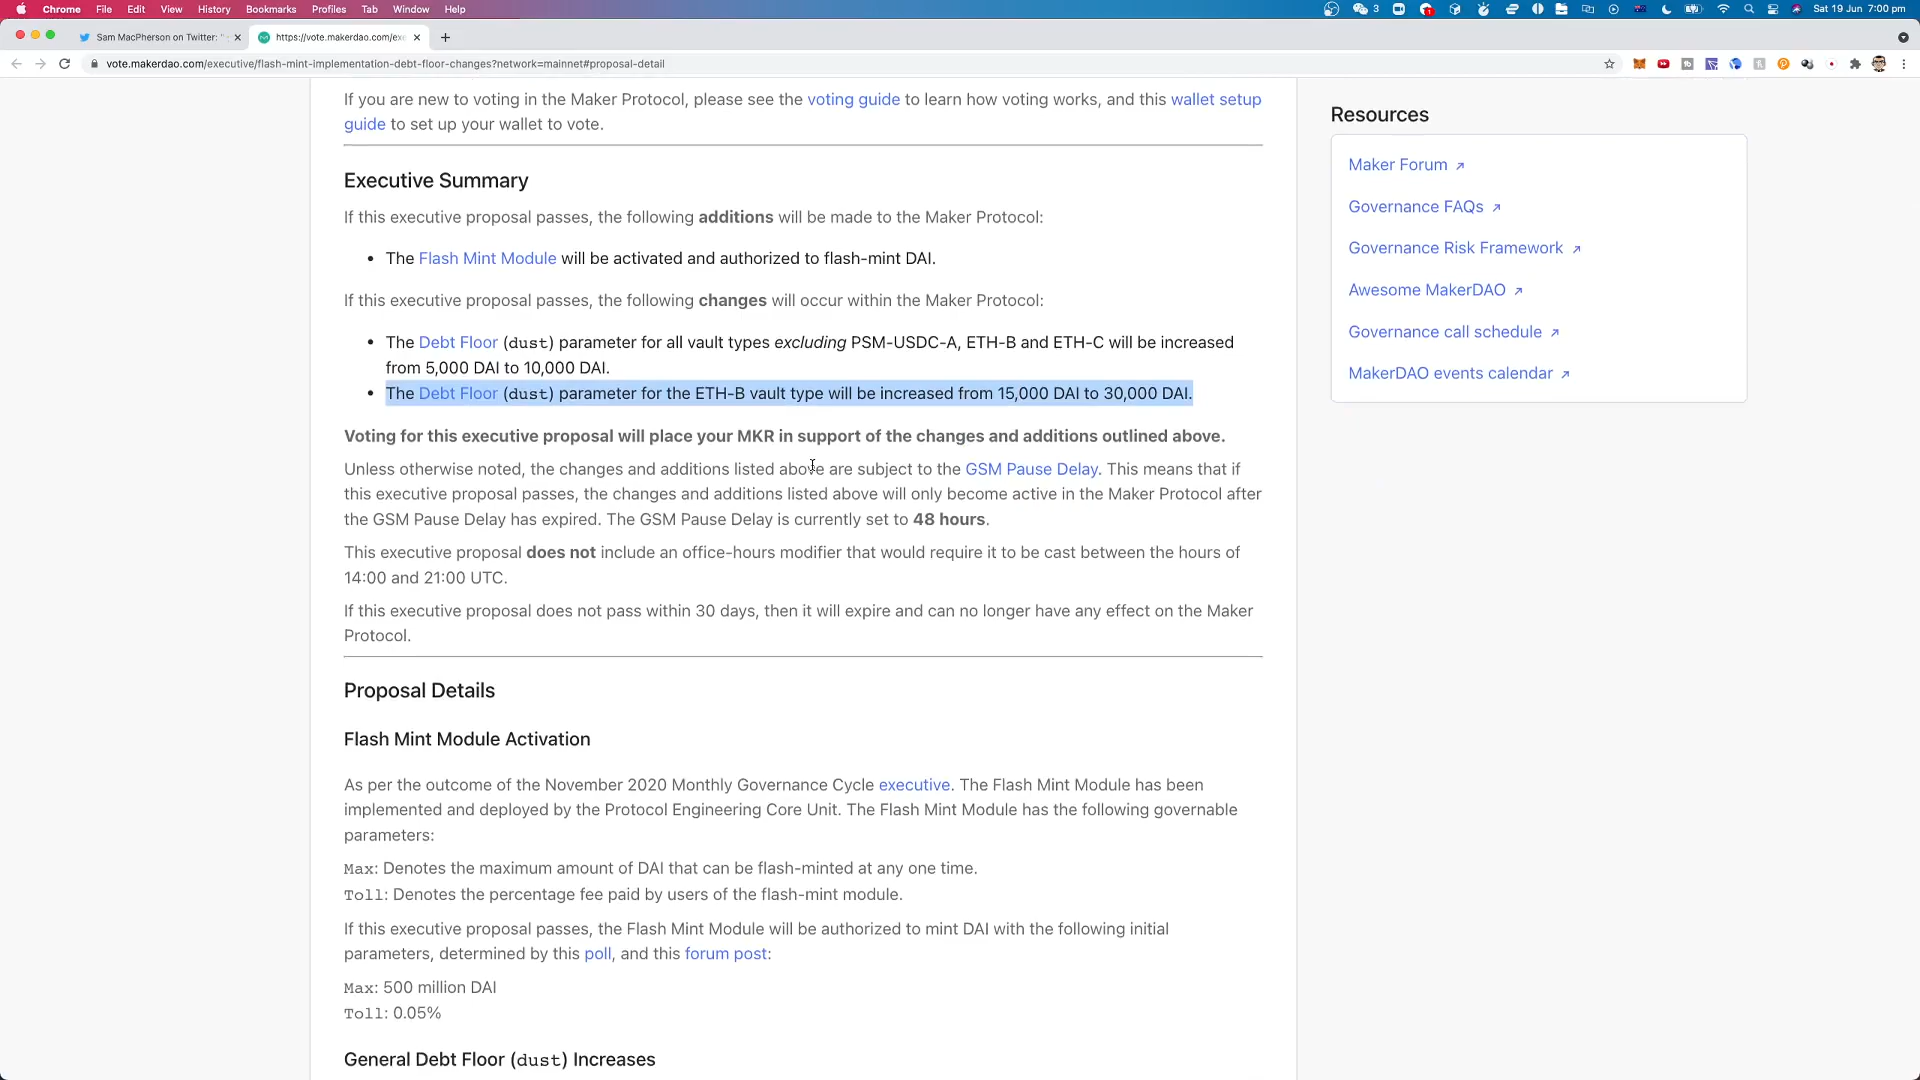 Chrome File Edit View History Bookmarks Profiles Tab Window Help 3 1 Sat 19 Jun 7:00 pm
Sam MacPherson on Twitter: " https://vote.makerdao.com/exe
vote.makerdao.com/executive/flash-mint-implementation-debt-floor-changes?network=mainnet#proposal-detail
If you are new to voting in the Maker Protocol, please see the voting guide to learn how voting works, and this wallet setup
guide to set up your wallet to vote.
Executive Summary
If this executive proposal passes, the following additions will be made to the Maker Protocol:
• The Flash Mint Module will be activated and authorized to flash-mint DAI.
If this executive proposal passes, the following changes will occur within the Maker Protocol:
• The Debt Floor (dust) parameter for all vault types excluding PSM-USDC-A, ETH-B and ETH-C will be increased
from 5,000 DAI to 10,000 DAI.
• The Debt Floor (dust) parameter for the ETH-B vault type will be increased from 15,000 DAI to 30,000 DAI.
Voting for this executive proposal will place your MKR in support of the changes and additions outlined above.
Unless otherwise noted, the changes and additions listed above are subject to the GSM Pause Delay. This means that if
this executive proposal passes, the changes and additions listed above will only become active in the Maker Protocol after
the GSM Pause Delay has expired. The GSM Pause Delay is currently set to 48 hours.
This executive proposal does not include an office-hours modifier that would require it to be cast between the hours of
14:00 and 21:00 UTC.
If this executive proposal does not pass within 30 days, then it will expire and can no longer have any effect on the Maker
Protocol.
Proposal Details
Flash Mint Module Activation
As per the outcome of the November 2020 Monthly Governance Cycle executive. The Flash Mint Module has been
implemented and deployed by the Protocol Engineering Core Unit. The Flash Mint Module has the following governable
parameters:
Max: Denotes the maximum amount of DAI that can be flash-minted at any one time.
Toll: Denotes the percentage fee paid by users of the flash-mint module.
If this executive proposal passes, the Flash Mint Module will be authorized to mint DAI with the following initial
parameters, determined by this poll, and this forum post:
Max: 500 million DAI
Toll: 0.05%
General Debt Floor (dust) Increases
Resources
Maker Forum ↗
Governance FAQs ↗
Governance Risk Framework ↗
Awesome MakerDAO ↗
Governance call schedule ↗
MakerDAO events calendar ↗